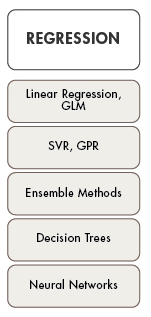 REGRESSION
Linear Regression,
GLM
SVR, GPR
Ensemble Methods
Decision Trees
Neural Networks